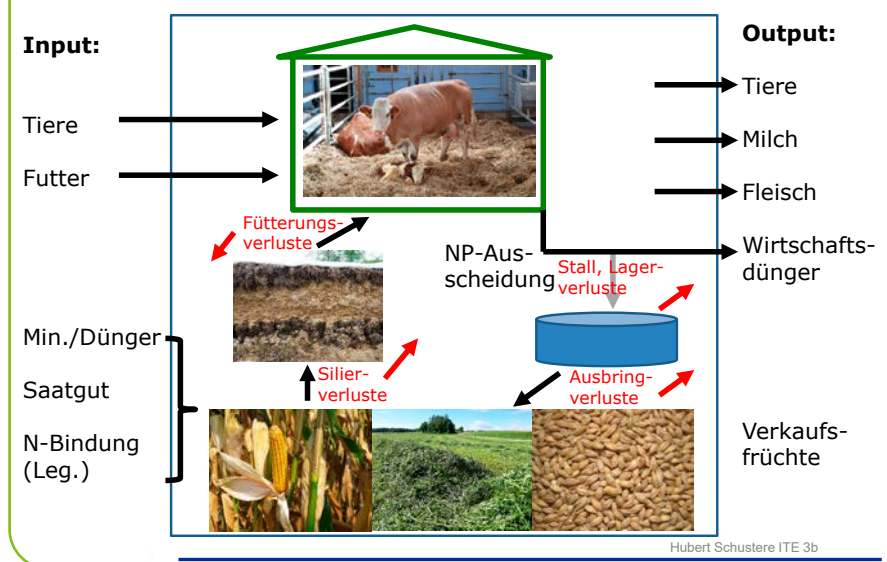 Input:
Tiere
Futter
Min./Dünger
Saatgut
N-Bindung
(Leg.)
Fütterungs-
verluste
Silier-
verluste
NP-Aus-
scheidung
Stall, Lager-
verluste
Ausbring-
verluste
Output:
Tiere
Milch
Fleisch
Wirtschafts-
dünger
Verkaufs-
früchte
Hubert Schustere ITE 3b